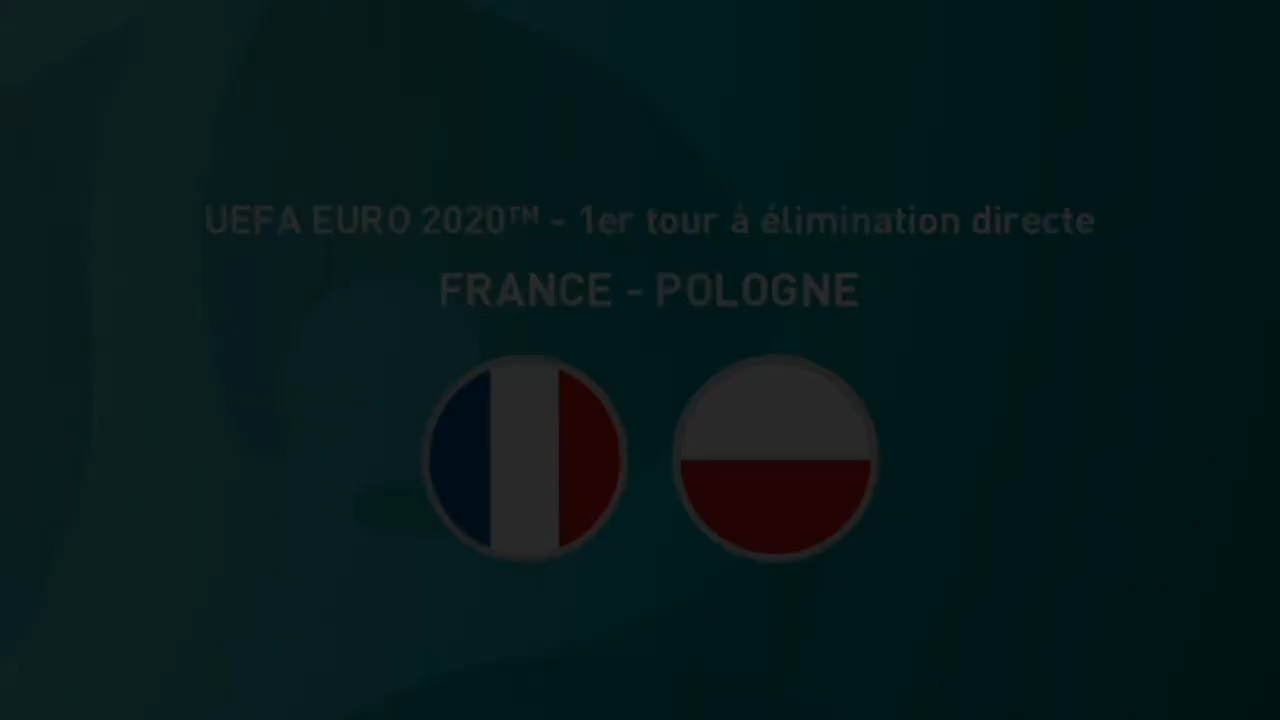 UEFA EURO 2020™ - 1er tour à élimination directe
FRANCE - POLOGNE